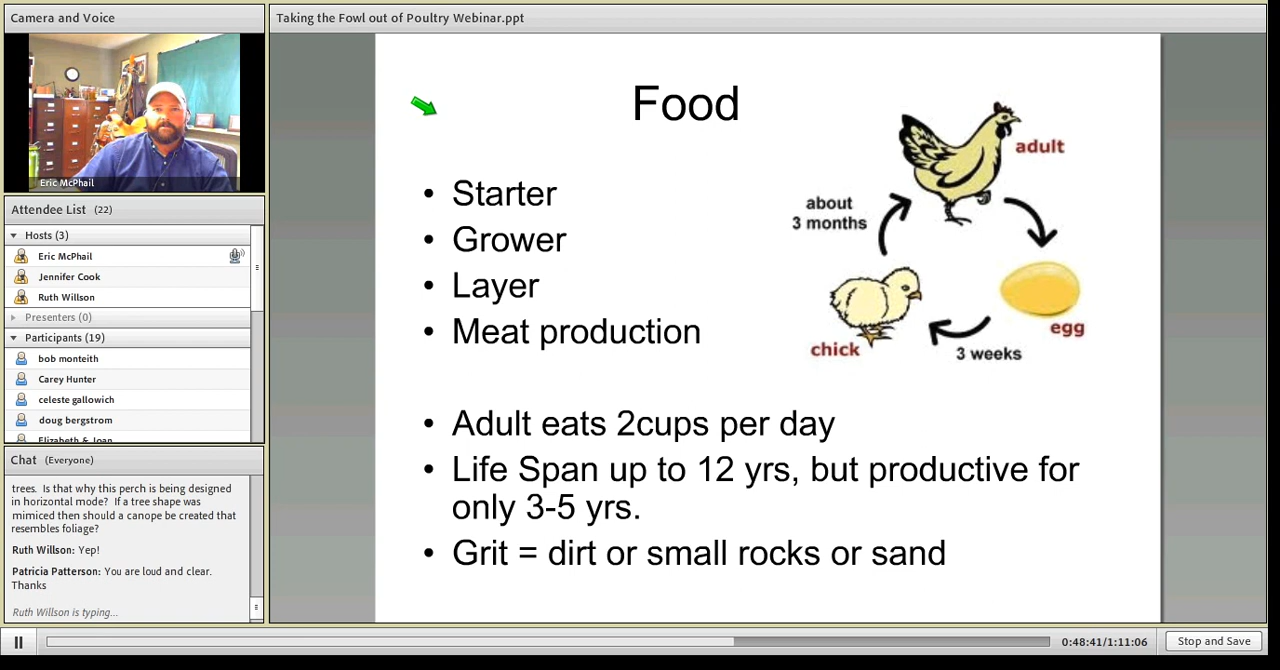 Camera and Voice
Eric McPhail
Attendee List (22)
Hosts (3)
Eric McPhail
Jennifer Cook
Ruth Willson
Presenters (0)
Participants (19)
bob monteith
Carey Hunter
celeste gallowich
doug bergstrom
Elizabeth & Joan
Chat (Everyone)
trees. Is that why this perch is being designed
in horizontal mode? If a tree shape was
mimiced then should a canope be created that
resembles foliage?
Ruth Willson: Yep!
Patricia Patterson: You are loud and clear.
Thanks
Ruth Willson is typing...
Taking the Fowl out of Poultry Webinar.ppt
Food
• Starter
• Grower
• Layer
• Meat production
adult
about
3 months
egg
chick
3 weeks
• Adult eats 2cups per day
• Life Span up to 12 yrs, but productive for
only 3-5 yrs.
• Grit = dirt or small rocks or sand
0:48:41/1:11:06
Stop and Save